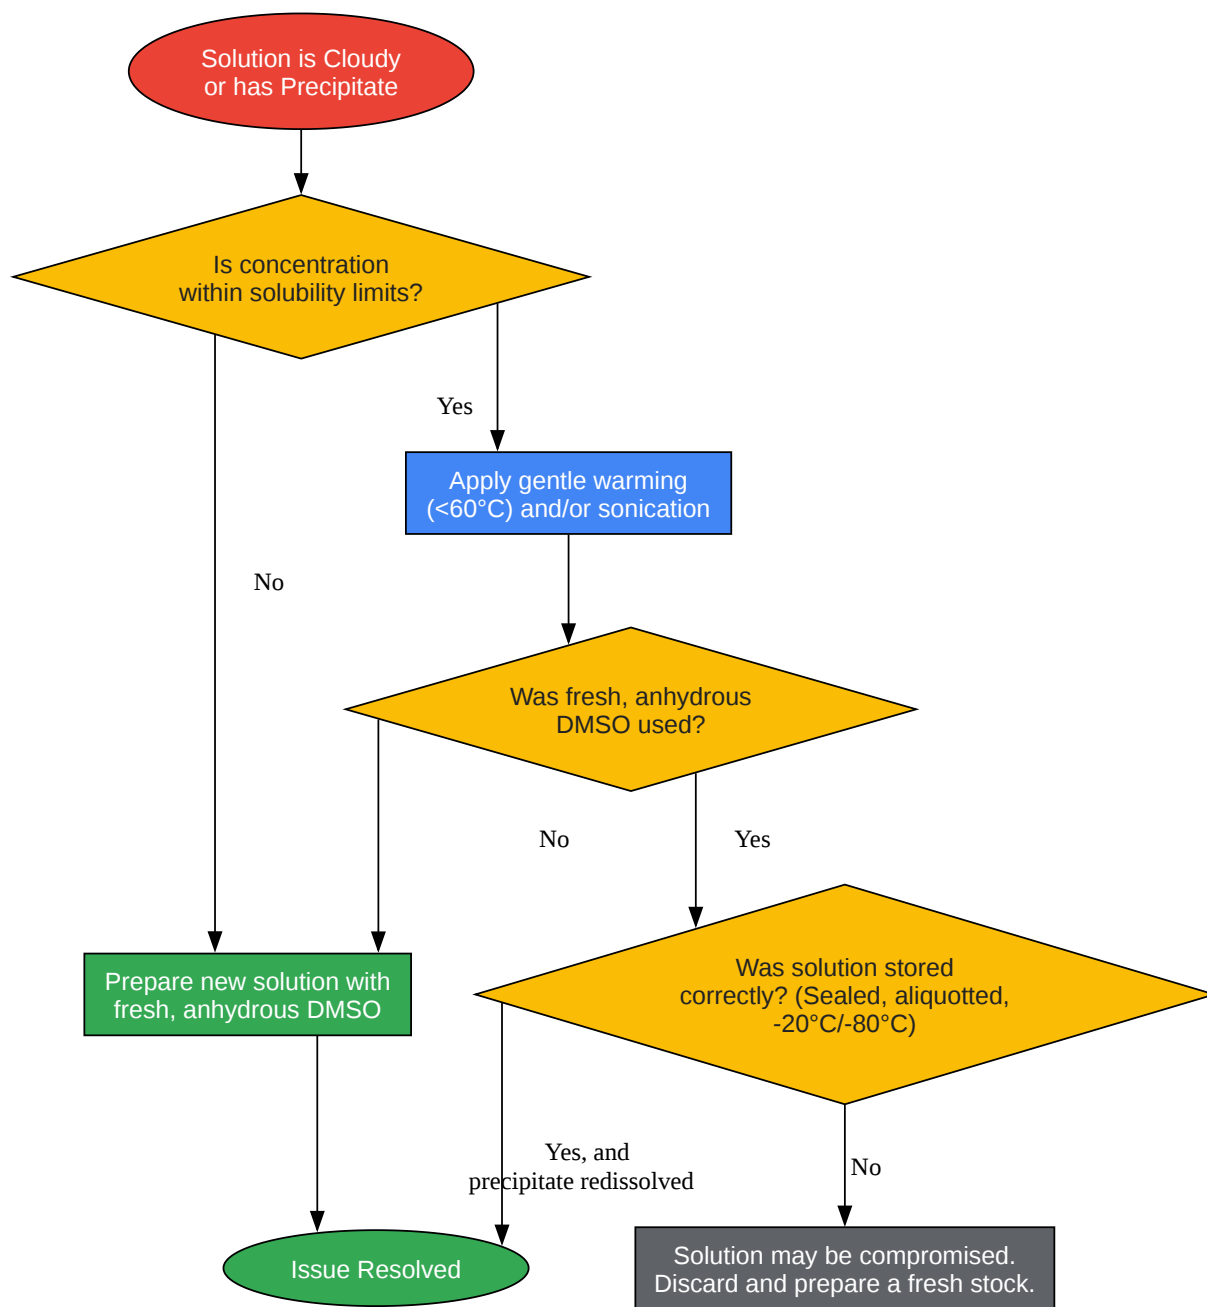 Solution is Cloudy
or has Precipitate
Is concentration
within solubility limits?
Yes
Apply gentle warming
(<60°C) and/or sonication
No
Was fresh, anhydrous
DMSO used?
No
Yes
Was solution stored
correctly? (Sealed, aliquotted,
-20°C/-80°C)
Prepare new solution with
fresh, anhydrous DMSO
Yes, and
precipitate redissolved
No
Issue Resolved
Solution may be compromised.
Discard and prepare a fresh stock.